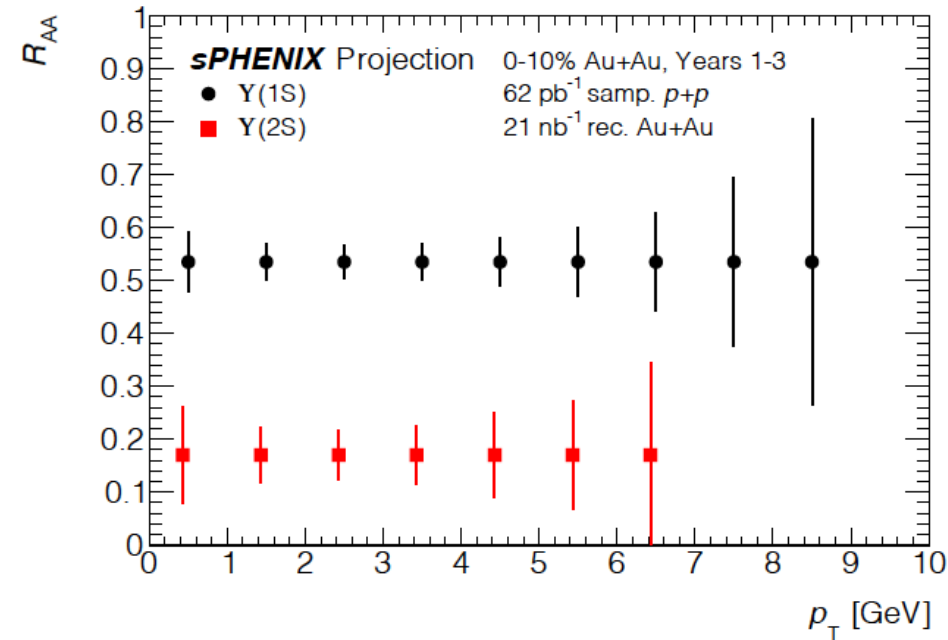 R_AA
sPHENIX Projection 0-10% Au+Au, Years 1-3
Υ(1S) 62 pb⁻¹ samp. p+p
Υ(2S) 21 nb⁻¹ rec. Au+Au
1
0.9
0.8
0.7
0.6
0.5
0.4
0.3
0.2
0.1
0
0 1 2 3 4 5 6 7 8 9 10
p_T [GeV]